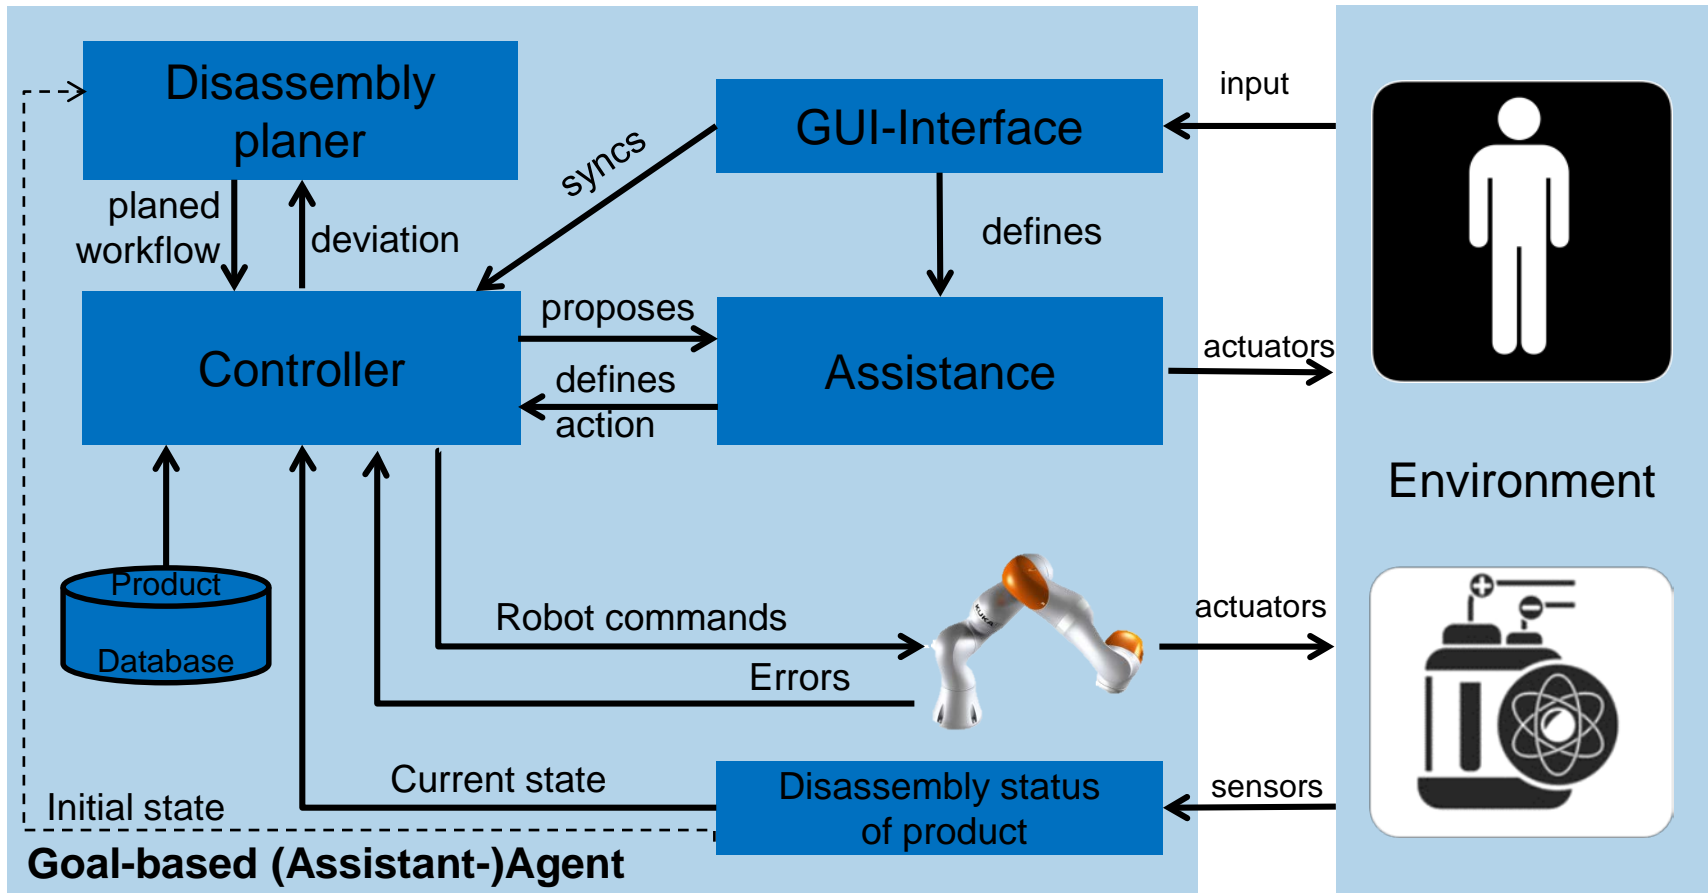 Disassembly
planer
GUI-Interface
input
syncs
planed
workflow
deviation
defines
proposes
Controller
defines
action
Assistance
actuators
Environment
Product
Database
Robot commands
KUKA
actuators
Errors
Current state
Disassembly status
of product
sensors
Initial state
Goal-based (Assistant-)Agent